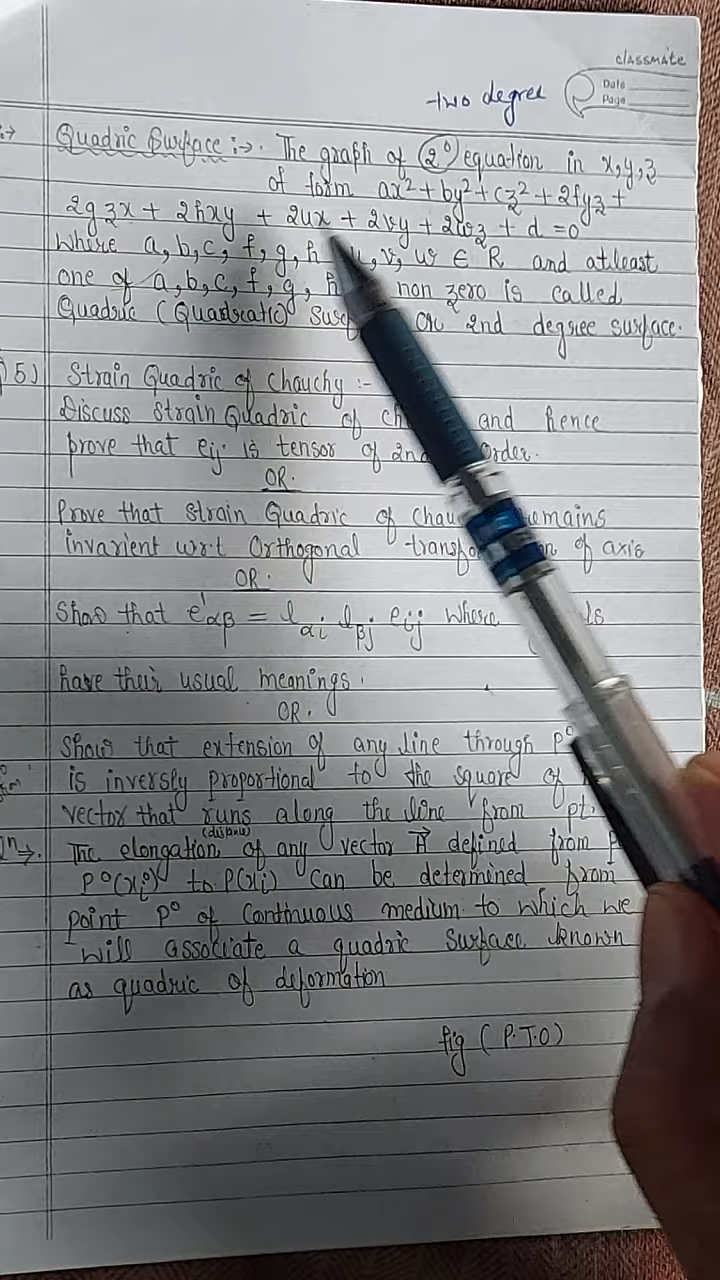 classmate
Date
Page
two degree
Quadric Surface :→. The graph of (2°) equation in x,y,z
of form ax² + by² + cz² + 2fyz +
2gzx + 2hxy + 2ux + 2vy + 2wz + d = 0
Where a,b,c, f,g,h, v, w ∈ R and atleast
one of a,b,c, f, g, h non zero is called
Quadric (Quadratic) or 2nd degree surface.
5) Strain Quadric of Chauchy :-
Discuss Strain Quadric of and hence
prove that eij is tensor of 2nd Order.
OR.
Prove that Strain Quadric of remains
invarient wrt Orthogonal of axis
OR.
Show that e'αβ = lαi lβj eij where
have their usual meanings.
OR.
Show that extension of any line through P°
is inversly proportional to the square of
vector that runs along the line from pt.
The elongation (distance) of any vector A⃗ defined from
P°(xi°) to P(xi) can be determined from
point P° of Continuous medium to which we
will associate a quadric surface known
as quadric of deformation
fig (P.T.O)